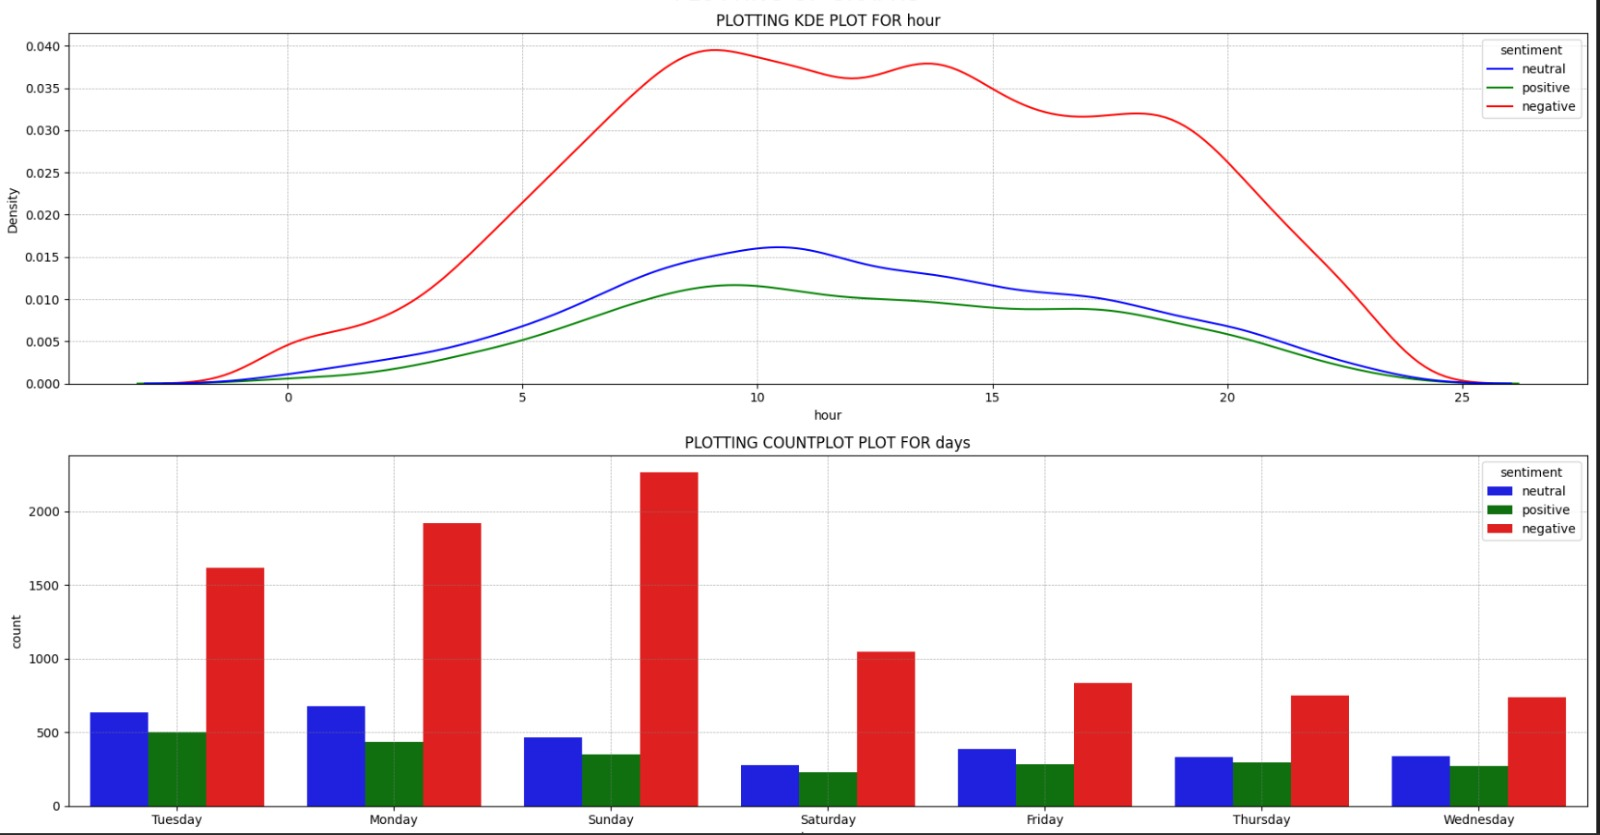 PLOTTING KDE PLOT FOR hour
0.040
0.035
0.030
0.025
0.020
0.015
0.010
0.005
0.000
Density
sentiment
neutral
positive
negative
0 5 10 15 20 25
hour
PLOTTING COUNTPLOT PLOT FOR days
2000
1500
1000
500
0
count
sentiment
neutral
positive
negative
Tuesday Monday Sunday Saturday Friday Thursday Wednesday